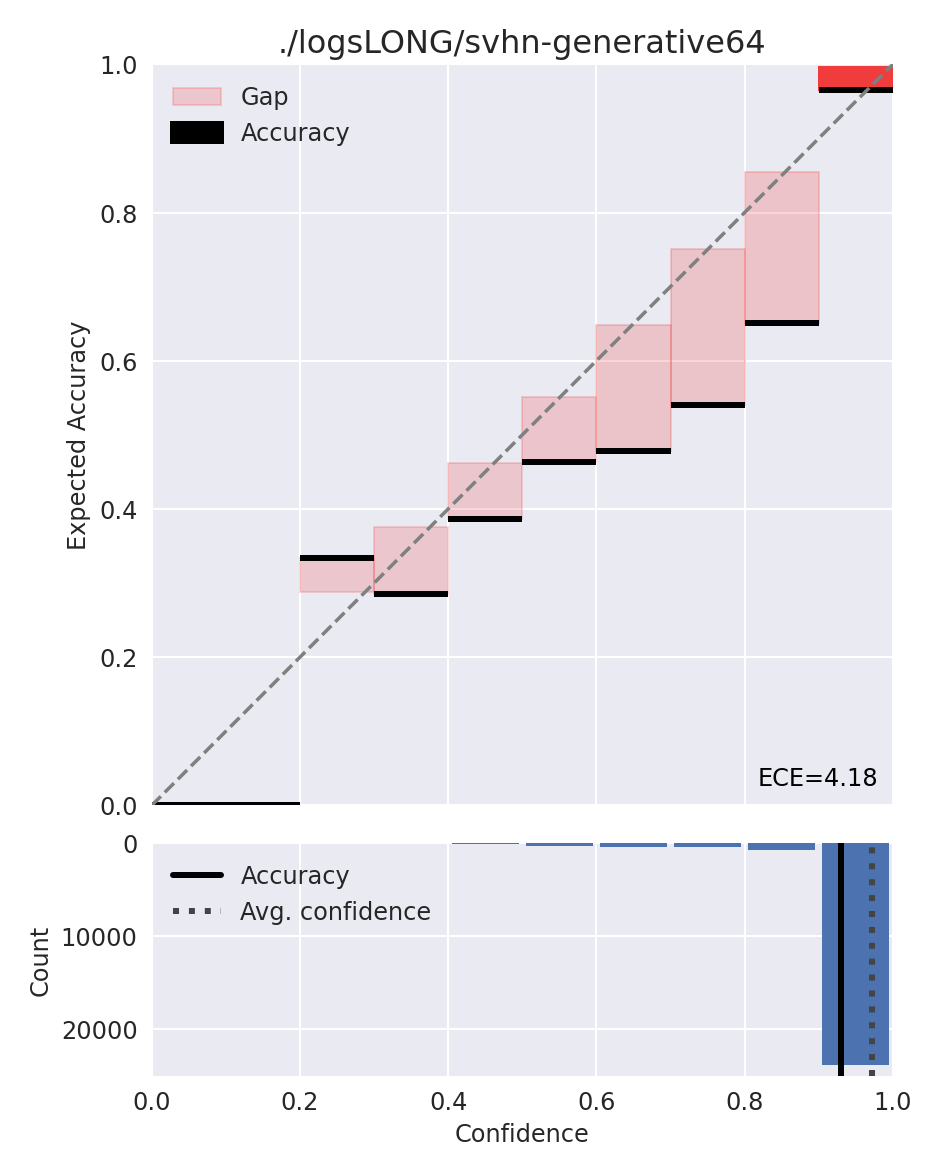 ./logsLONG/svhn-generative64
1.0
Gap
Accuracy
0.8
0.6
Expected Accuracy
0.4
0.2
ECE=4.18
0.0
0
Accuracy
Avg. confidence
10000
Count
20000
0.0 0.2 0.4 0.6 0.8 1.0
Confidence